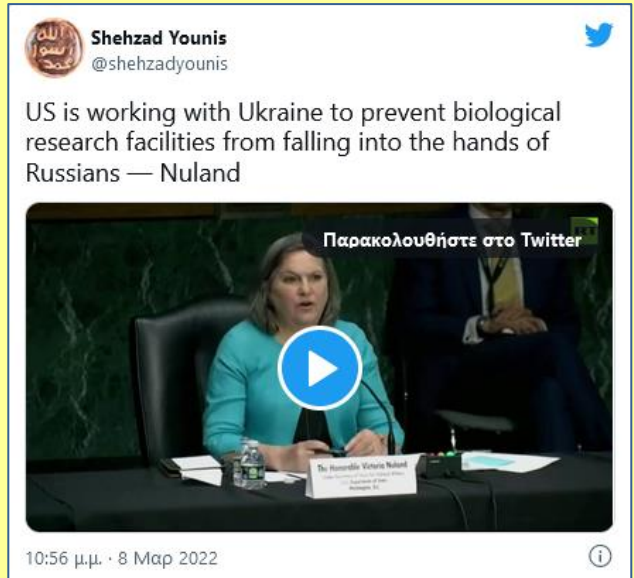 Shehzad Younis
@shehzadyounis
US is working with Ukraine to prevent biological
research facilities from falling into the hands of
Russians — Nuland
RT
Παρακολουθήστε στο Twitter
The Honorable Victoria Nuland
10:56 μ.μ. · 8 Μαρ 2022